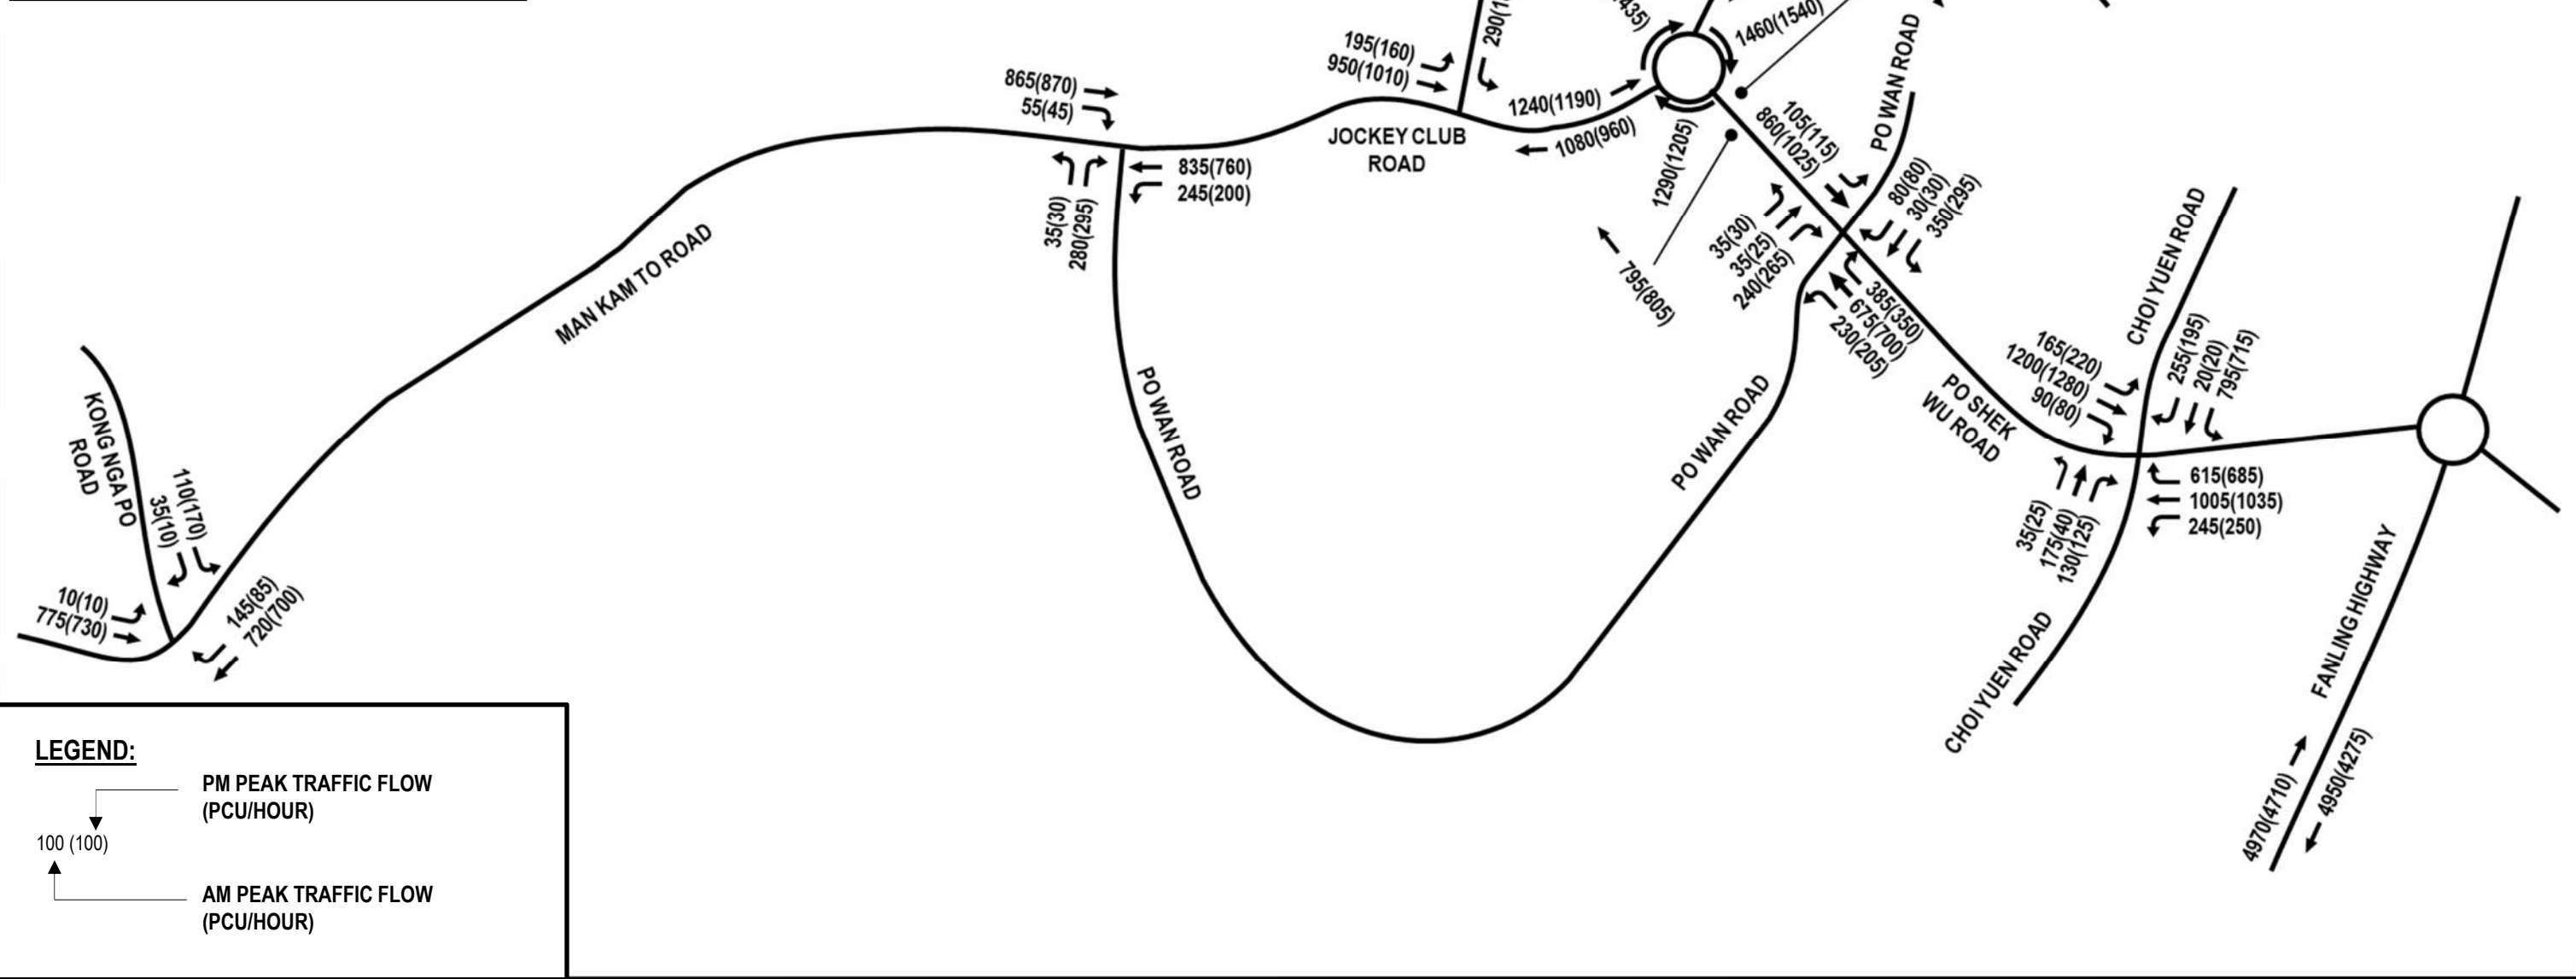 1460(1540)
195(160)
950(1010)
865(870)
55(45)
1240(1190)
1080(960)
JOCKEY CLUB
ROAD
835(760)
245(200)
35(30)
280(295)
1290(1205)
105(115)
860(1025)
PO WAN ROAD
80(80)
30(30)
350(295)
35(30)
35(25)
240(265)
795(805)
385(350)
675(700)
230(205)
MAN KAM TO ROAD
PO WAN ROAD
PO WAN ROAD
PO SHEK
WU ROAD
CHOI YUEN ROAD
165(220)
1200(1280)
90(80)
255(195)
20(20)
795(715)
615(685)
1005(1035)
245(250)
35(25)
175(40)
130(125)
CHOI YUEN ROAD
FANLING HIGHWAY
4970(4710)
4950(4275)
KONG NGA PO
ROAD
110(170)
35(10)
10(10)
775(730)
145(85)
720(700)
LEGEND:
PM PEAK TRAFFIC FLOW
(PCU/HOUR)
100 (100)
AM PEAK TRAFFIC FLOW
(PCU/HOUR)